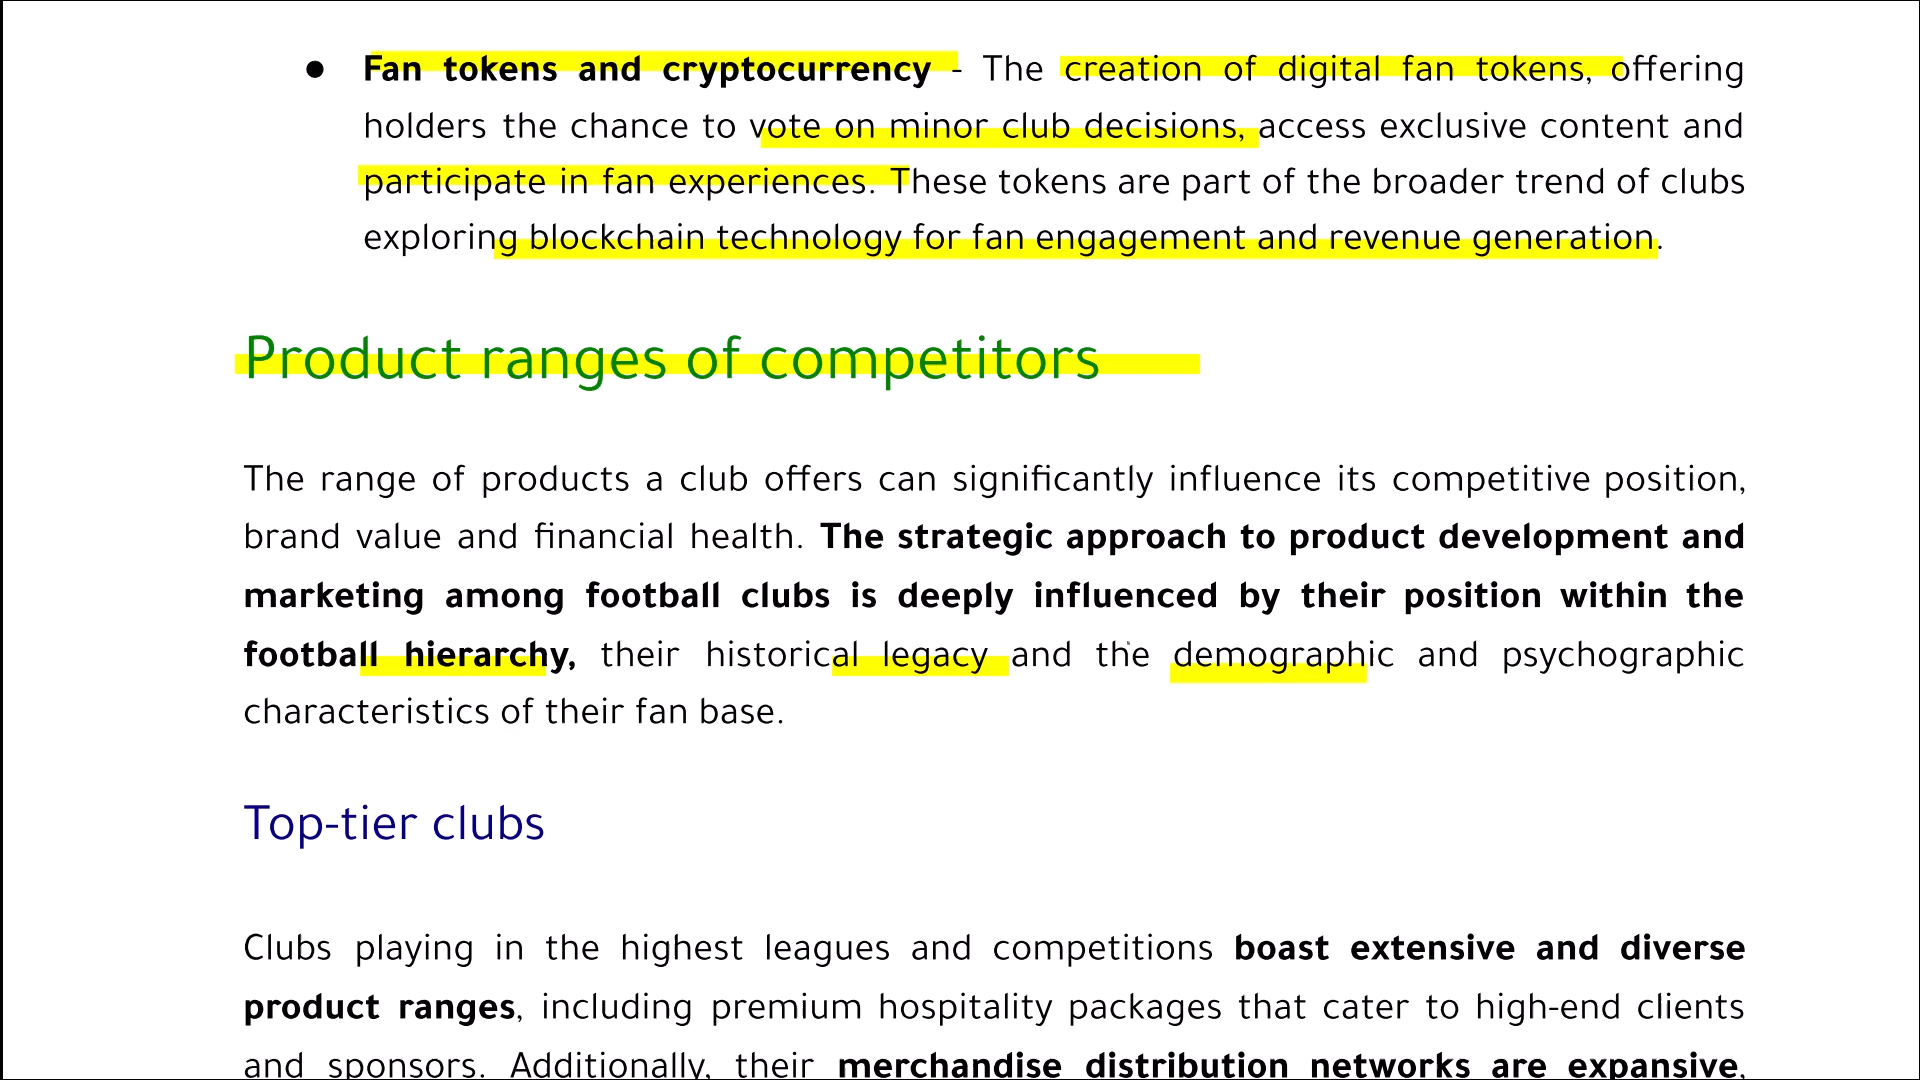 ● Fan tokens and cryptocurrency - The creation of digital fan tokens, offering
holders the chance to vote on minor club decisions, access exclusive content and
participate in fan experiences. These tokens are part of the broader trend of clubs
exploring blockchain technology for fan engagement and revenue generation.
Product ranges of competitors
The range of products a club offers can significantly influence its competitive position,
brand value and financial health. The strategic approach to product development and
marketing among football clubs is deeply influenced by their position within the
football hierarchy, their historical legacy and the demographic and psychographic
characteristics of their fan base.
Top-tier clubs
Clubs playing in the highest leagues and competitions boast extensive and diverse
product ranges, including premium hospitality packages that cater to high-end clients
and sponsors. Additionally, their merchandise distribution networks are expansive,